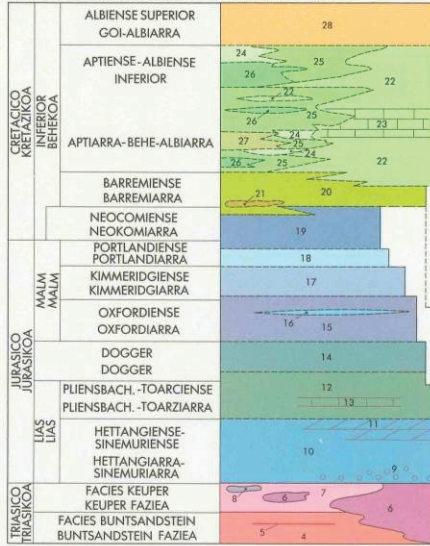 CRETACICO
KRETAZIKOA
INFERIOR
BEHEKOA
ALBIENSE SUPERIOR
GOI-ALBIARRA
28
APTIENSE-ALBIENSE
INFERIOR
APTIARRA-BEHE-ALBIARRA
24
25
26
22
22
25
26
23
24
27
25
24
26
25
22
BARREMIENSE
BARREMIARRA
21
20
NEOCOMIENSE
NEOKOMIARRA
19
JURASICO
JURASIKOA
MALM
MALM
PORTLANDIENSE
PORTLANDIARRA
18
KIMMERIDGIENSE
KIMMERIDGIARRA
17
OXFORDIENSE
OXFORDIARRA
16
15
DOGGER
DOGGER
14
LIAS
LIAS
PLIENSBACH.-TOARCIENSE
PLIENSBACH.-TOARZIARRA
12
13
HETTANGIENSE-
SINEMURIENSE
HETTANGIARRA-
SINEMURIARRA
11
10
9
TRIASICO
TRIASIKOA
FACIES KEUPER
KEUPER FAZIEA
8
6
7
6
FACIES BUNTSANDSTEIN
BUNTSANDSTEIN FAZIEA
5
4